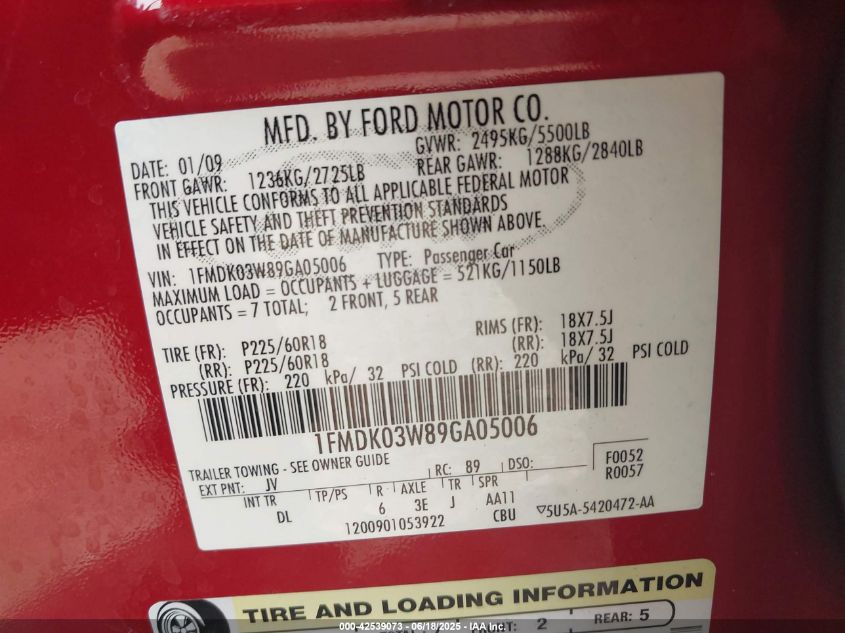 MFD. BY FORD MOTOR CO.
DATE: 01/09 GVWR: 2495KG/5500LB
FRONT GAWR: 1236KG/2725LB REAR GAWR: 1288KG/2840LB
THIS VEHICLE CONFORMS TO ALL APPLICABLE FEDERAL MOTOR
VEHICLE SAFETY AND THEFT PREVENTION STANDARDS
IN EFFECT ON THE DATE OF MANUFACTURE SHOWN ABOVE.
VIN: 1FMDK03W89GA05006 TYPE: Passenger Car
MAXIMUM LOAD = OCCUPANTS + LUGGAGE = 521KG/1150LB
OCCUPANTS = 7 TOTAL; 2 FRONT, 5 REAR
TIRE (FR): P225/60R18 RIMS (FR): 18X7.5J
(RR): P225/60R18 (RR): 18X7.5J
PRESSURE (FR): 220 kPa/ 32 PSI COLD (RR): 220 kPa/ 32 PSI COLD
1FMDK03W89GA05006
TRAILER TOWING - SEE OWNER GUIDE
EXT PNT: JV RC: 89 DSO: F0052
R0057
INT TR TP/PS R AXLE TR SPR
DL 6 3E J AA11
1200901053922 CBU ▽5U5A-5420472-AA
TIRE AND LOADING INFORMATION
2 REAR: 5
000-42539073 - 06/18/2025 - IAAI.COM